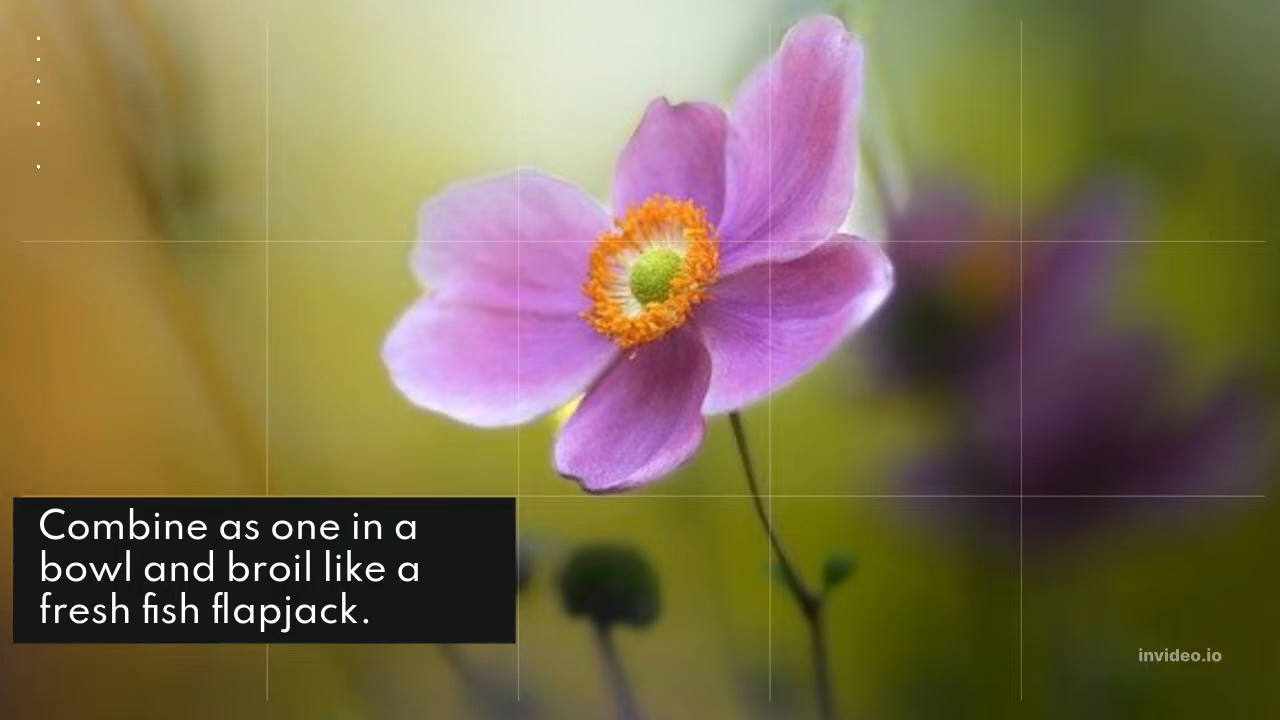 Combine as one in a
bowl and broil like a
fresh fish flapjack.
invideo.io